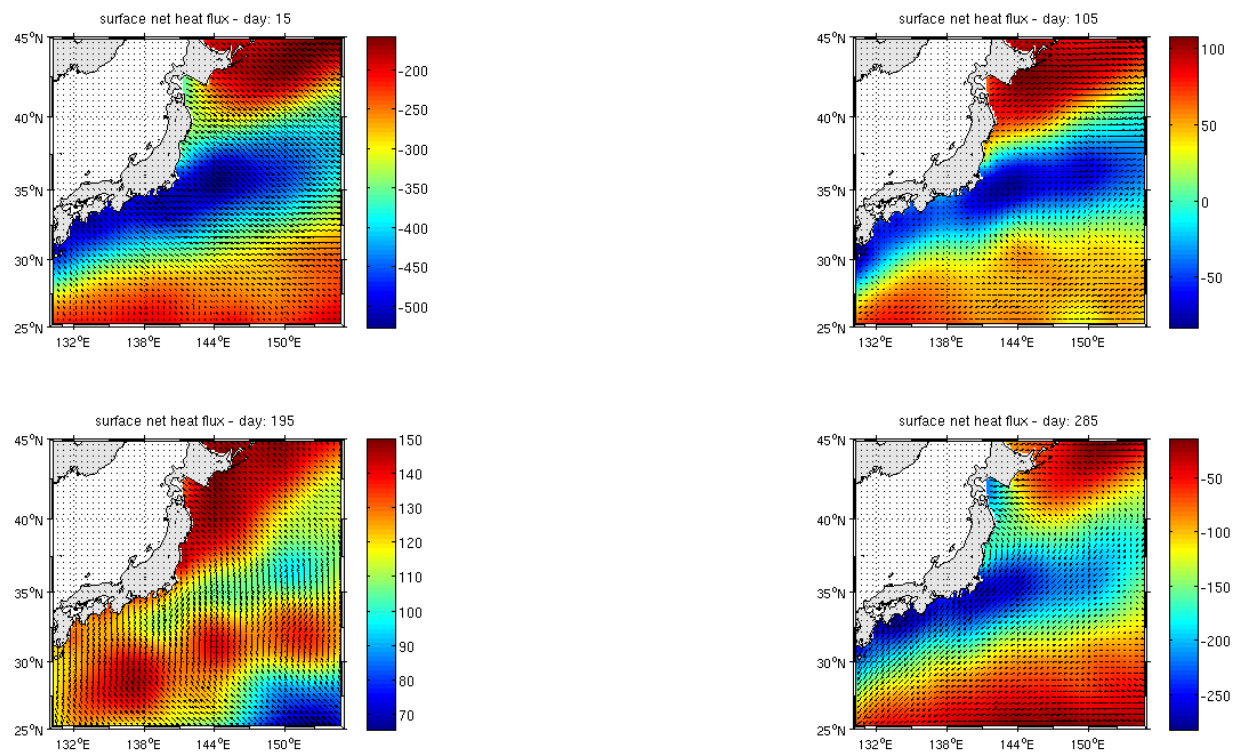 surface net heat flux - day: 15
45°N
40°N
35°N
30°N
25°N
132°E 138°E 144°E 150°E
-200
-250
-300
-350
-400
-450
-500
surface net heat flux - day: 105
45°N
40°N
35°N
30°N
25°N
132°E 138°E 144°E 150°E
100
50
0
-50
surface net heat flux - day: 195
45°N
40°N
35°N
30°N
25°N
132°E 138°E 144°E 150°E
150
140
130
120
110
100
90
80
70
surface net heat flux - day: 285
45°N
40°N
35°N
30°N
25°N
132°E 138°E 144°E 150°E
-50
-100
-150
-200
-250